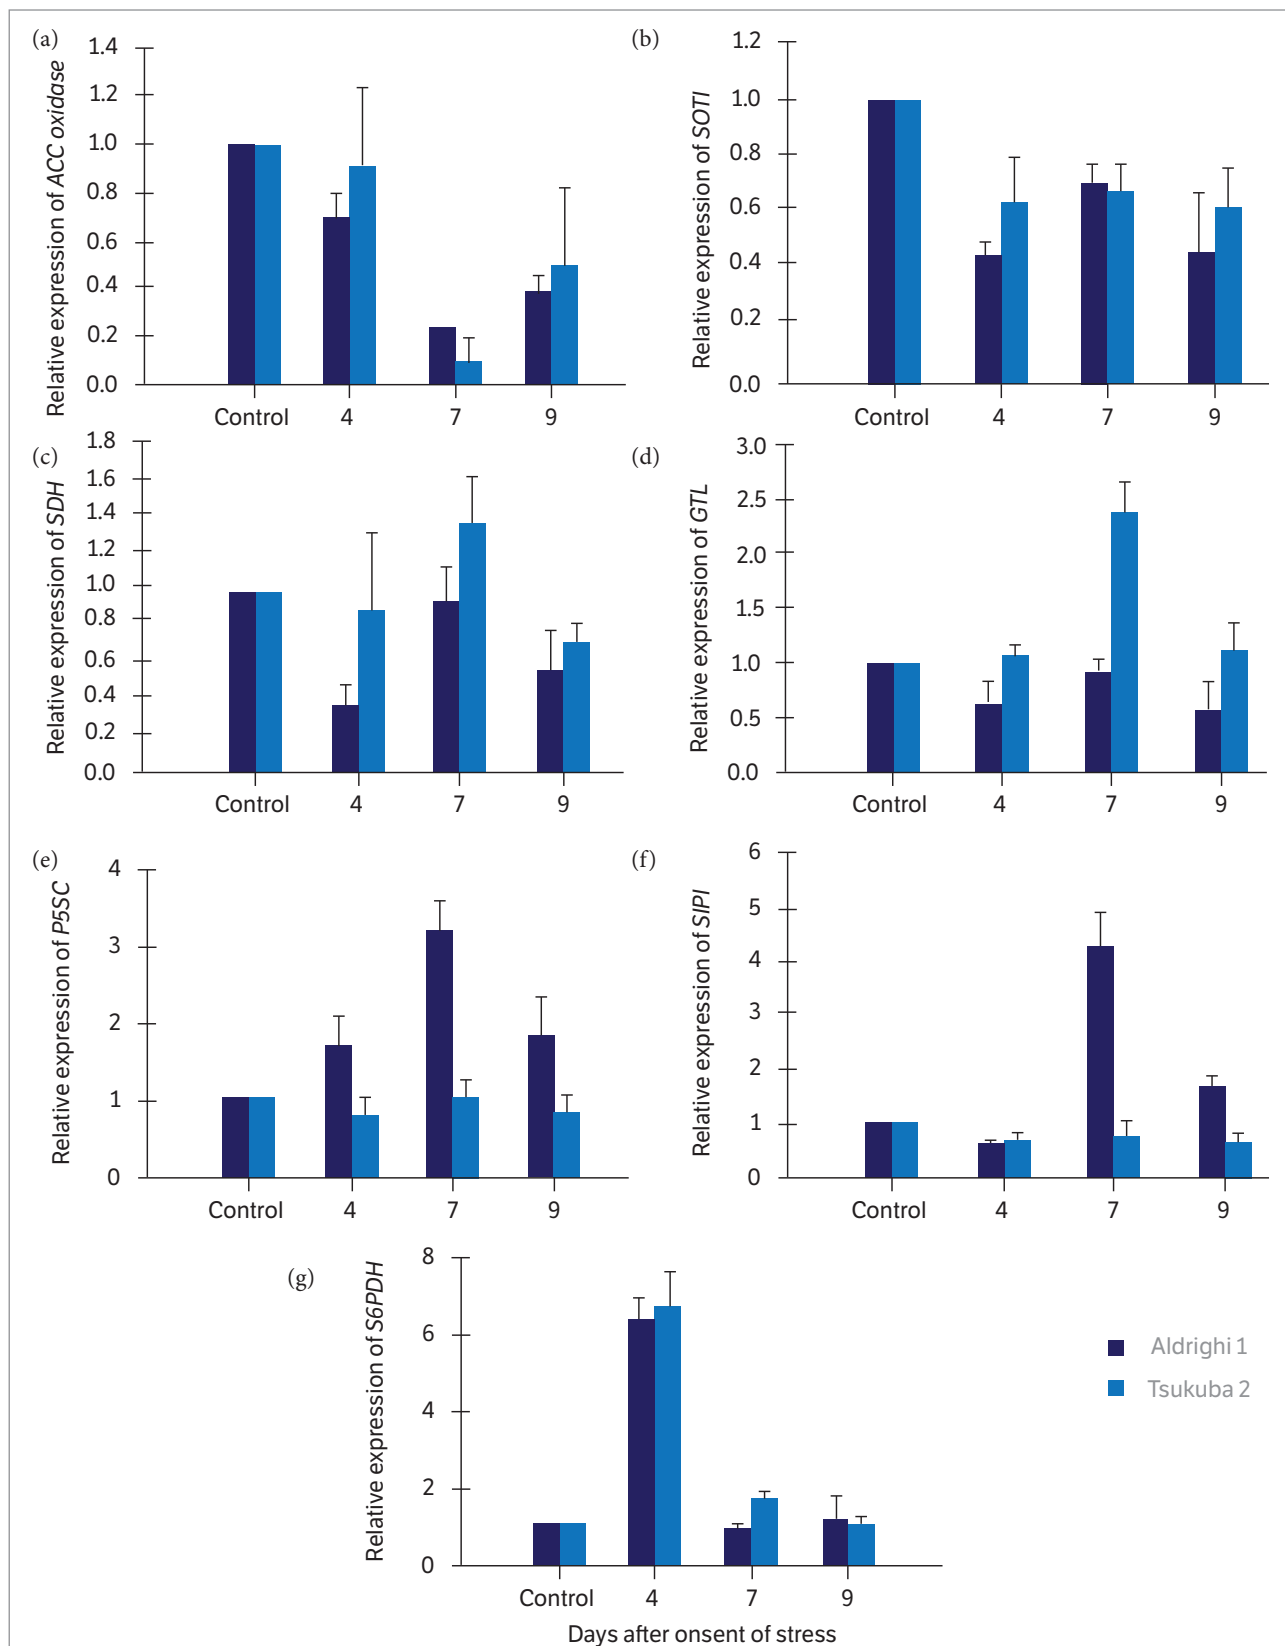 (a)
Relative expression of ACC oxidase
1.4
1.2
1.0
0.8
0.6
0.4
0.2
0.0
Control 4 7 9
(b)
Relative expression of SOTI
1.2
1.0
0.8
0.6
0.4
0.2
0.0
Control 4 7 9
(c)
Relative expression of SDH
1.8
1.6
1.4
1.2
1.0
0.8
0.6
0.4
0.2
0.0
Control 4 7 9
(d)
Relative expression of GTL
3.0
2.5
2.0
1.5
1.0
0.5
0.0
Control 4 7 9
(e)
Relative expression of P5SC
4
3
2
1
0
Control 4 7 9
(f)
Relative expression of SIPI
6
5
4
3
2
1
0
Control 4 7 9
(g)
Relative expression of S6PDH
8
6
4
2
0
Control 4 7 9
Days after onsent of stress
Aldrighi 1
Tsukuba 2